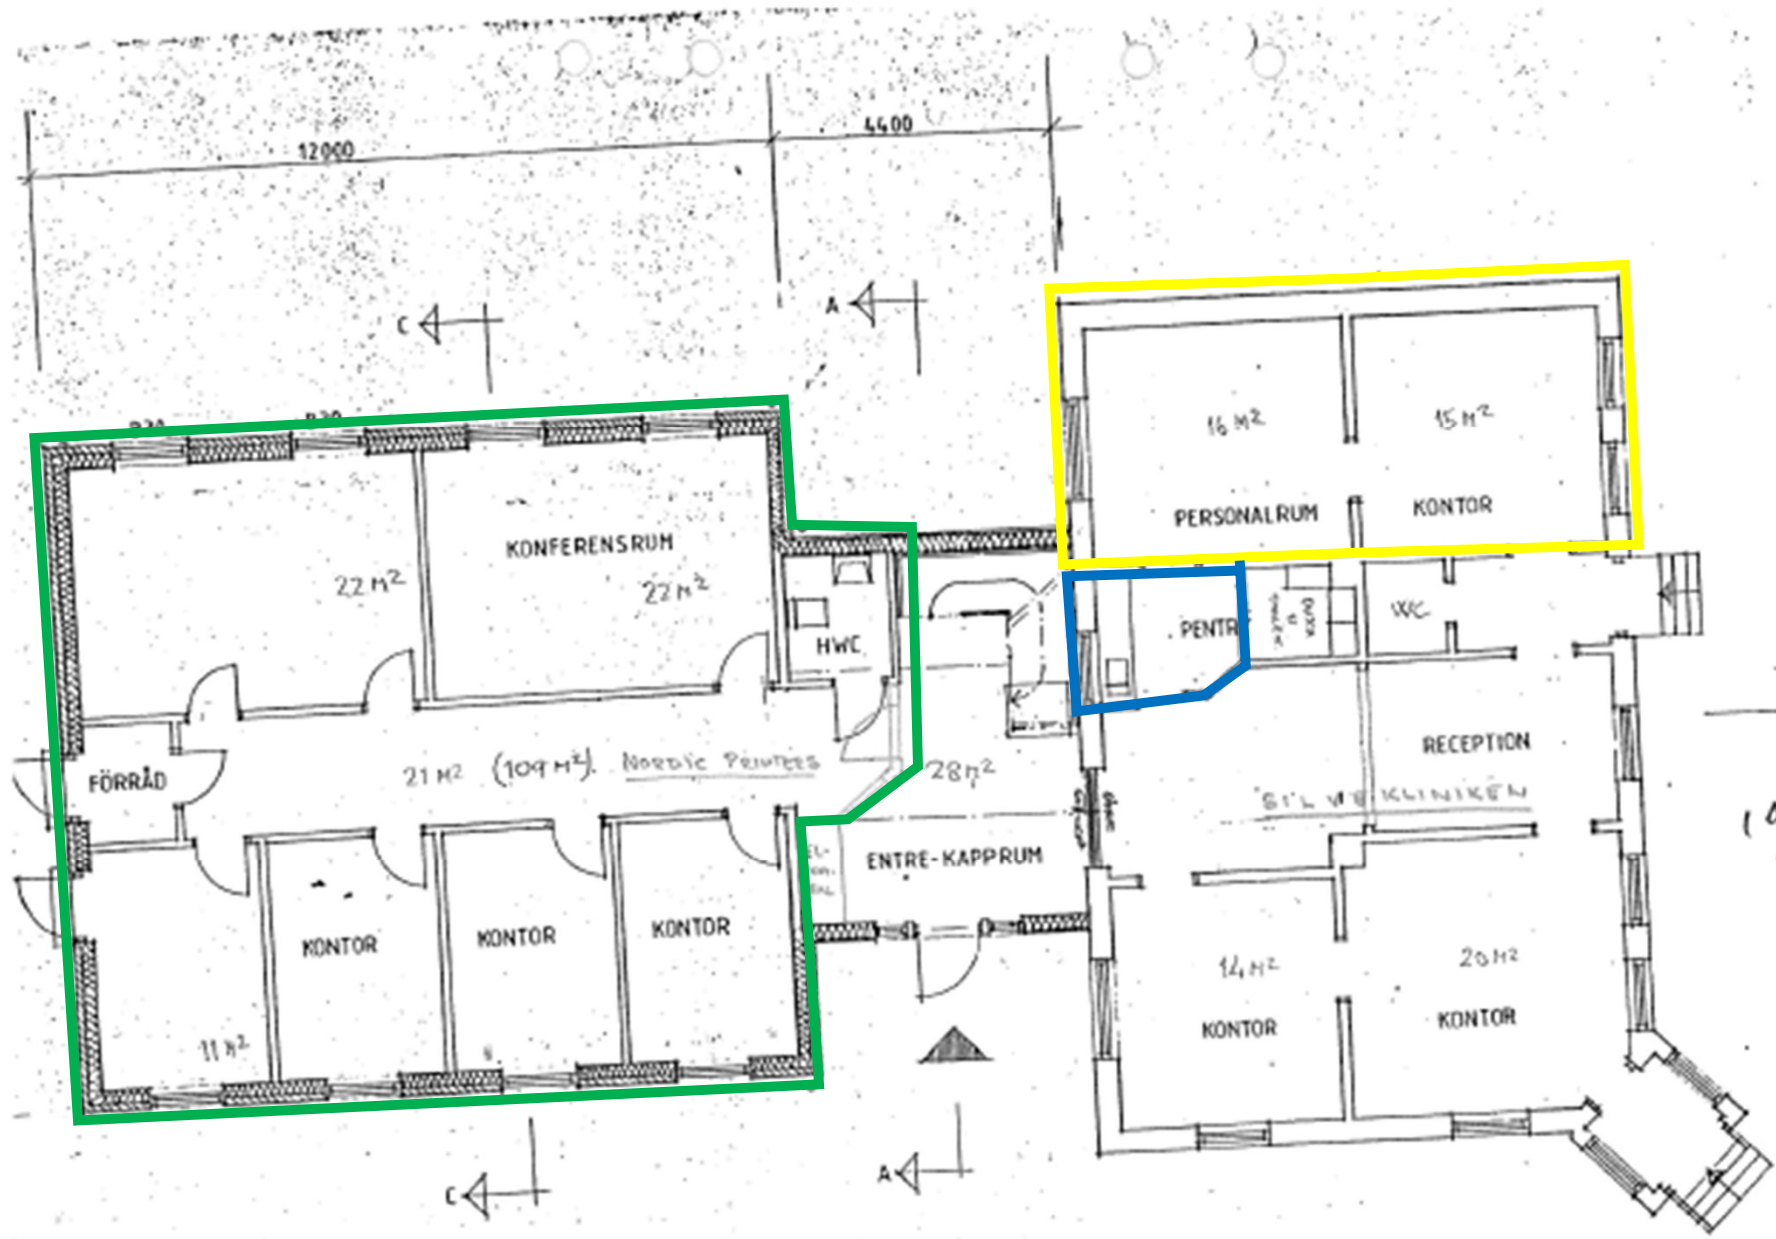 12000
4400
C
A
16 M²
15 M²
PERSONALRUM
KONTOR
KONFERENSRUM
22 M²
22 M²
HWC
PENTR
DUSCH
WC
FÖRRÅD
21 M² (109 M²). NORDIC PRINTERS
28 M²
RECEPTION
SILWEKLINIKEN
ENTRE-KAPPRUM
KONTOR
KONTOR
KONTOR
11 M²
14 M²
KONTOR
20 M²
KONTOR
C
A